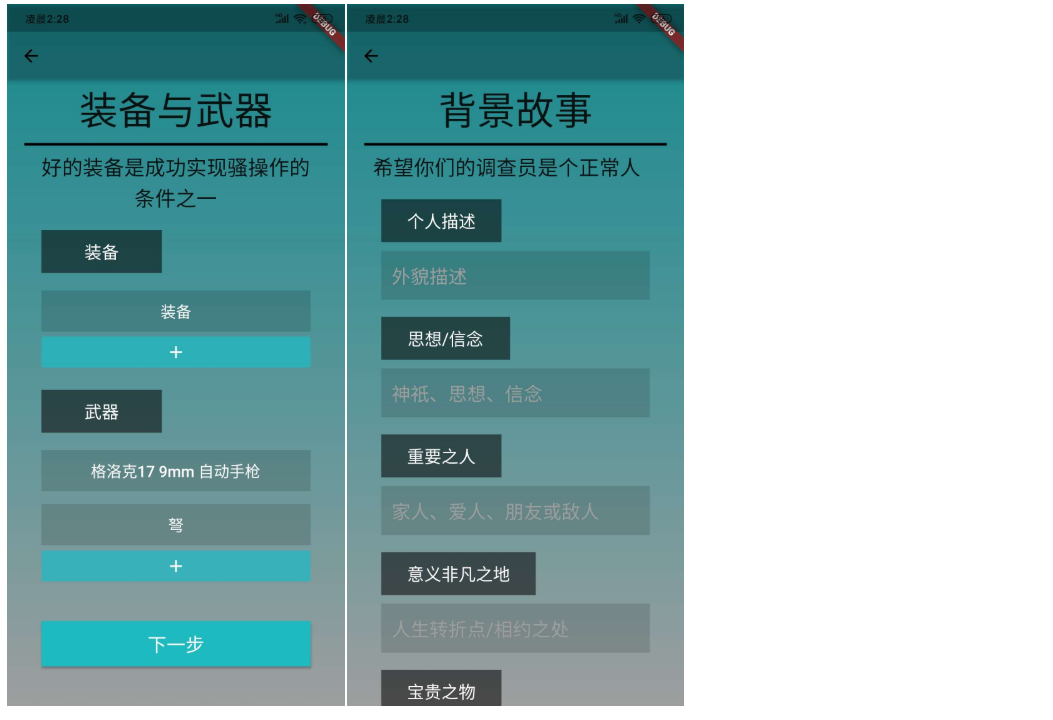 凌晨2:28
DEBUG
装备与武器
好的装备是成功实现骚操作的
条件之一
装备
装备
+
武器
格洛克17 9mm 自动手枪
弩
+
下一步
凌晨2:28
DEBUG
背景故事
希望你们的调查员是个正常人
个人描述
外貌描述
思想/信念
神祇、思想、信念
重要之人
家人、爱人、朋友或敌人
意义非凡之地
人生转折点/相约之处
宝贵之物